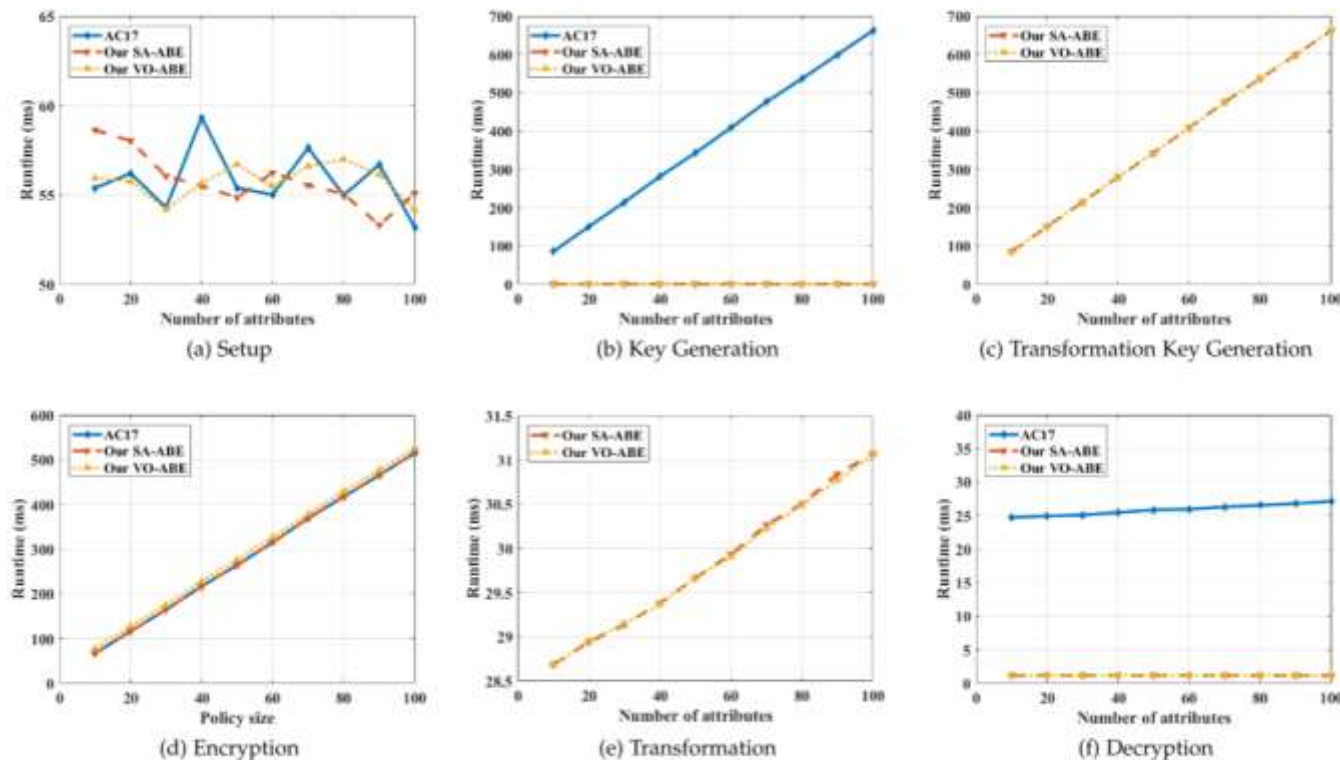 65
60
55
50
Runtime (ms)
AC17
Our SA-ABE
Our VO-ABE
0 20 40 60 80 100
Number of attributes
(a) Setup
700
600
500
400
300
200
100
0
Runtime (ms)
AC17
Our SA-ABE
Our VO-ABE
0 20 40 60 80 100
Number of attributes
(b) Key Generation
700
600
500
400
300
200
100
0
Runtime (ms)
Our SA-ABE
Our VO-ABE
0 20 40 60 80 100
Number of attributes
(c) Transformation Key Generation
600
500
400
300
200
100
0
Runtime (ms)
AC17
Our SA-ABE
Our VO-ABE
0 20 40 60 80 100
Policy size
(d) Encryption
31.5
31
30.5
30
29.5
29
28.5
Runtime (ms)
Our SA-ABE
Our VO-ABE
0 20 40 60 80 100
Number of attributes
(e) Transformation
40
35
30
25
20
15
10
5
0
Runtime (ms)
AC17
Our SA-ABE
Our VO-ABE
0 20 40 60 80 100
Number of attributes
(f) Decryption